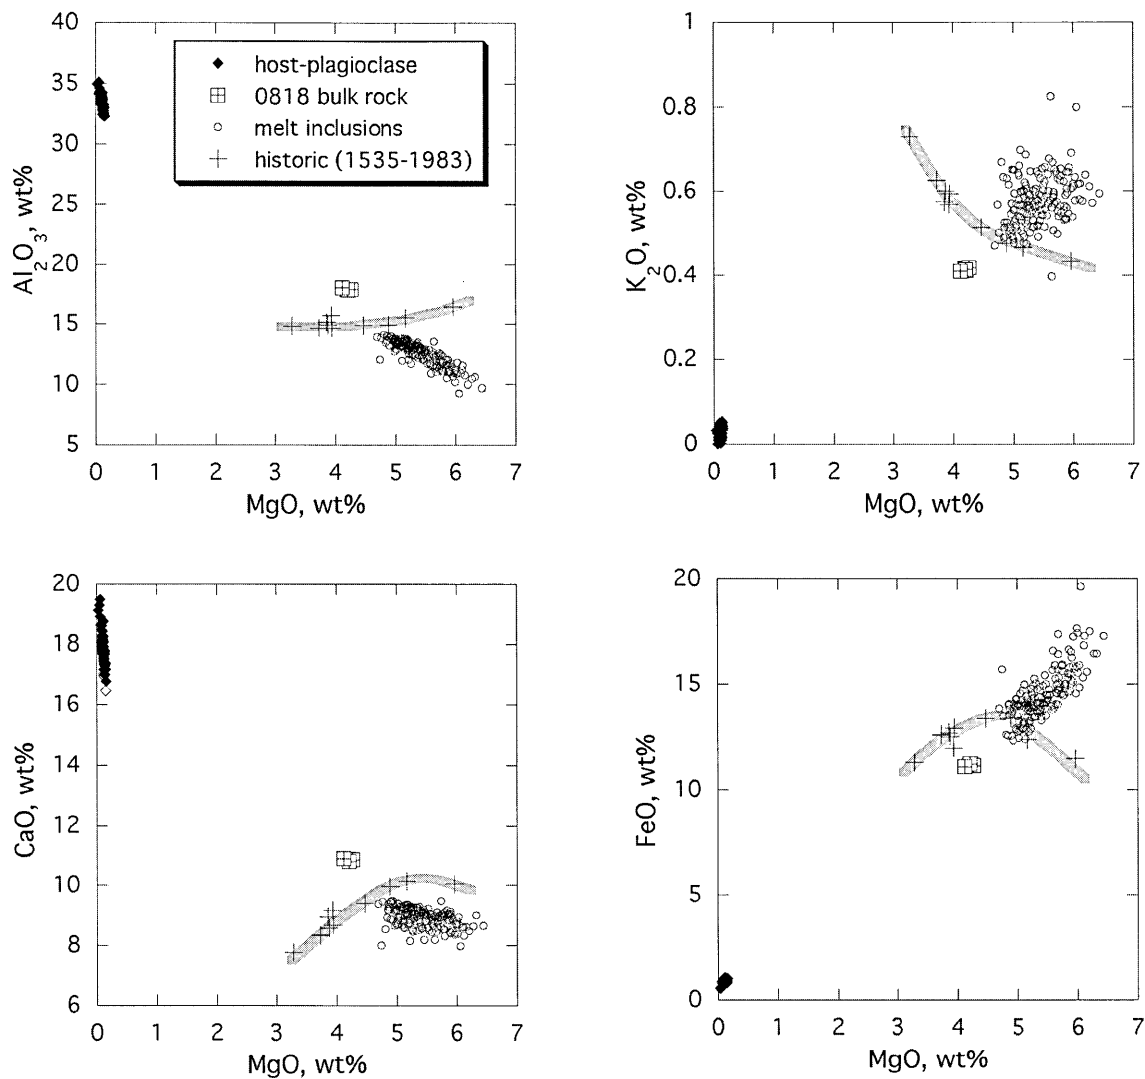 40
35
30
25
20
15
10
5
Al2O3, wt%
host-plagioclase
0818 bulk rock
melt inclusions
historic (1535-1983)
0 1 2 3 4 5 6 7
MgO, wt%
1
0.8
0.6
0.4
0.2
0
K2O, wt%
0 1 2 3 4 5 6 7
MgO, wt%
20
18
16
14
12
10
8
6
CaO, wt%
0 1 2 3 4 5 6 7
MgO, wt%
20
15
10
5
0
FeO, wt%
0 1 2 3 4 5 6 7
MgO, wt%